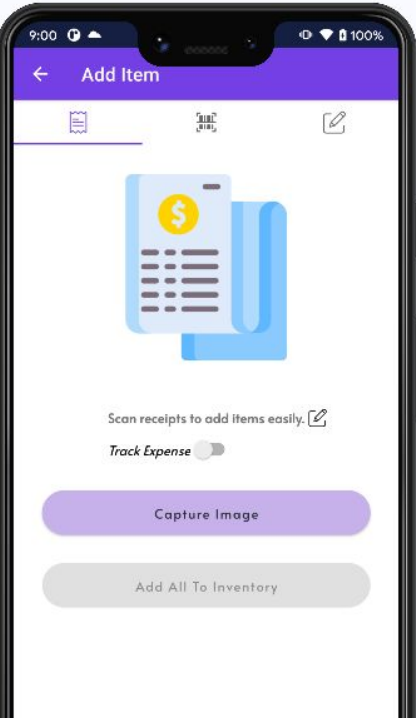 9:00 100%
Add Item
$
Scan receipts to add items easily.
Track Expense
Capture Image
Add All To Inventory